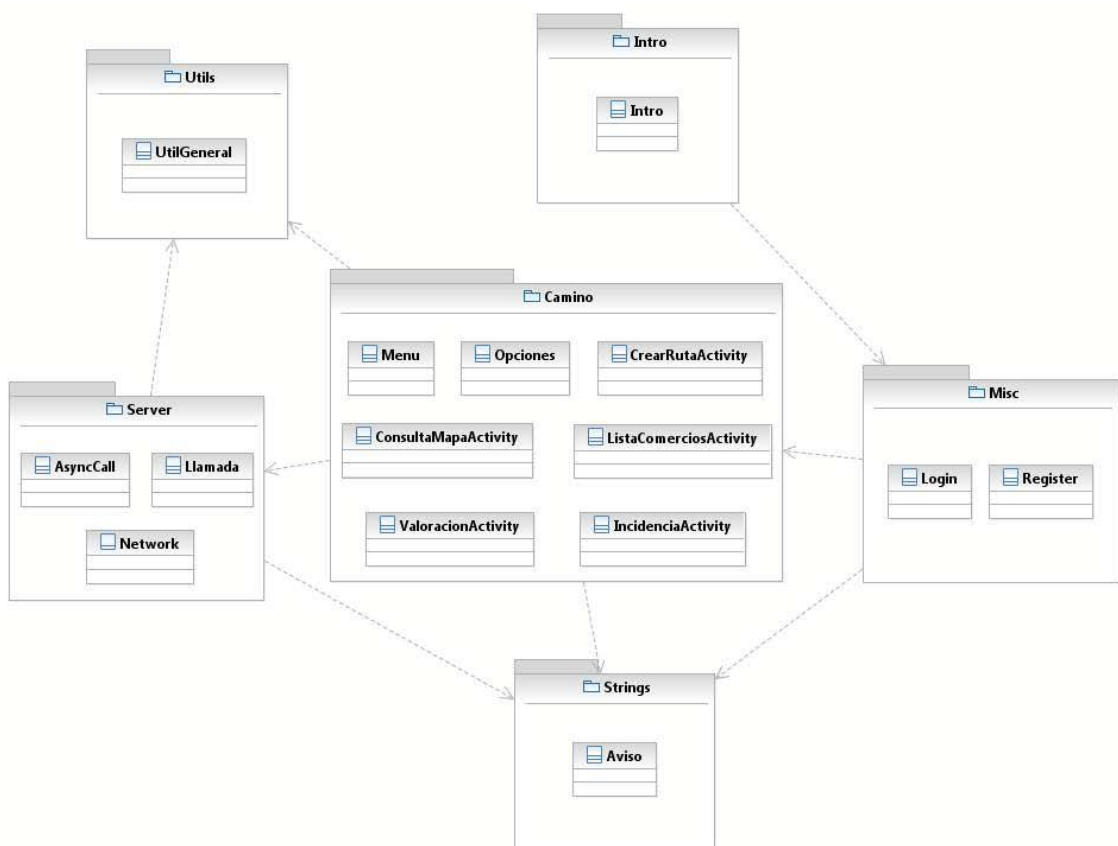 Intro
Intro
Utils
UtilGeneral
Camino
Menu
Opciones
CrearRutaActivity
ConsultaMapaActivity
ListaComerciosActivity
ValoracionActivity
IncidenciaActivity
Server
AsyncCall
Llamada
Network
Misc
Login
Register
Strings
Aviso